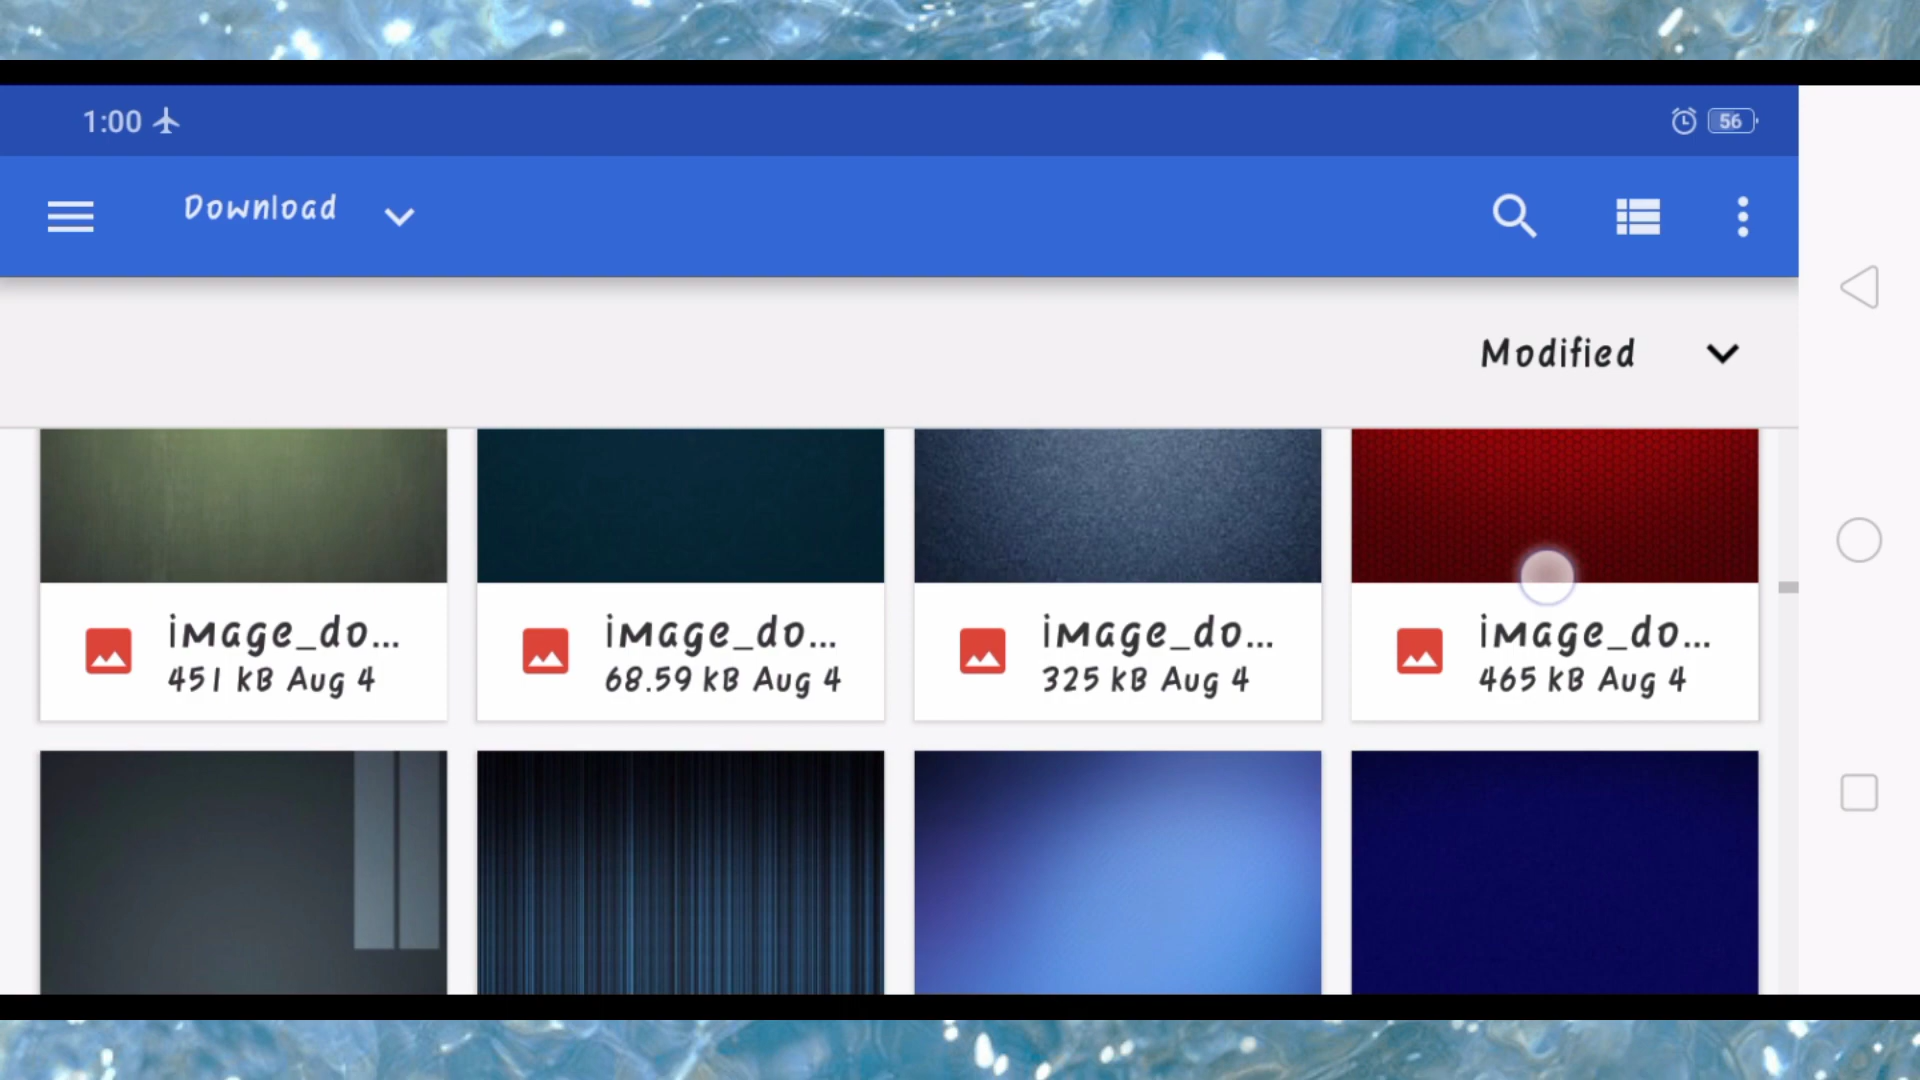 1:00
56
Download
Modified
image_do...
451 kB Aug 4
image_do...
68.59 kB Aug 4
image_do...
325 kB Aug 4
image_do...
465 kB Aug 4